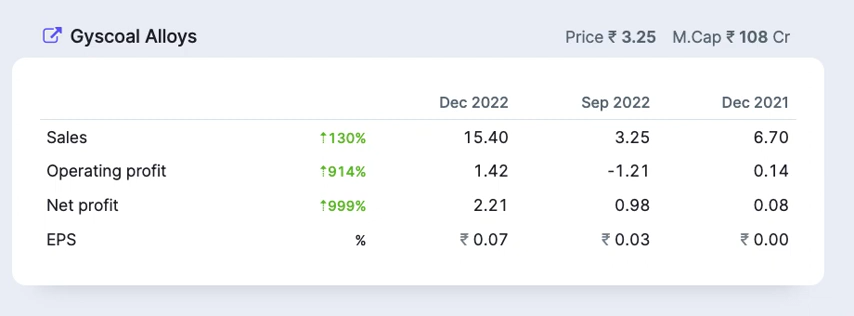 Gyscoal Alloys Price ₹ 3.25 M.Cap ₹ 108 Cr
Dec 2022 Sep 2022 Dec 2021
Sales ↑130% 15.40 3.25 6.70
Operating profit ↑914% 1.42 -1.21 0.14
Net profit ↑999% 2.21 0.98 0.08
EPS % ₹ 0.07 ₹ 0.03 ₹ 0.00